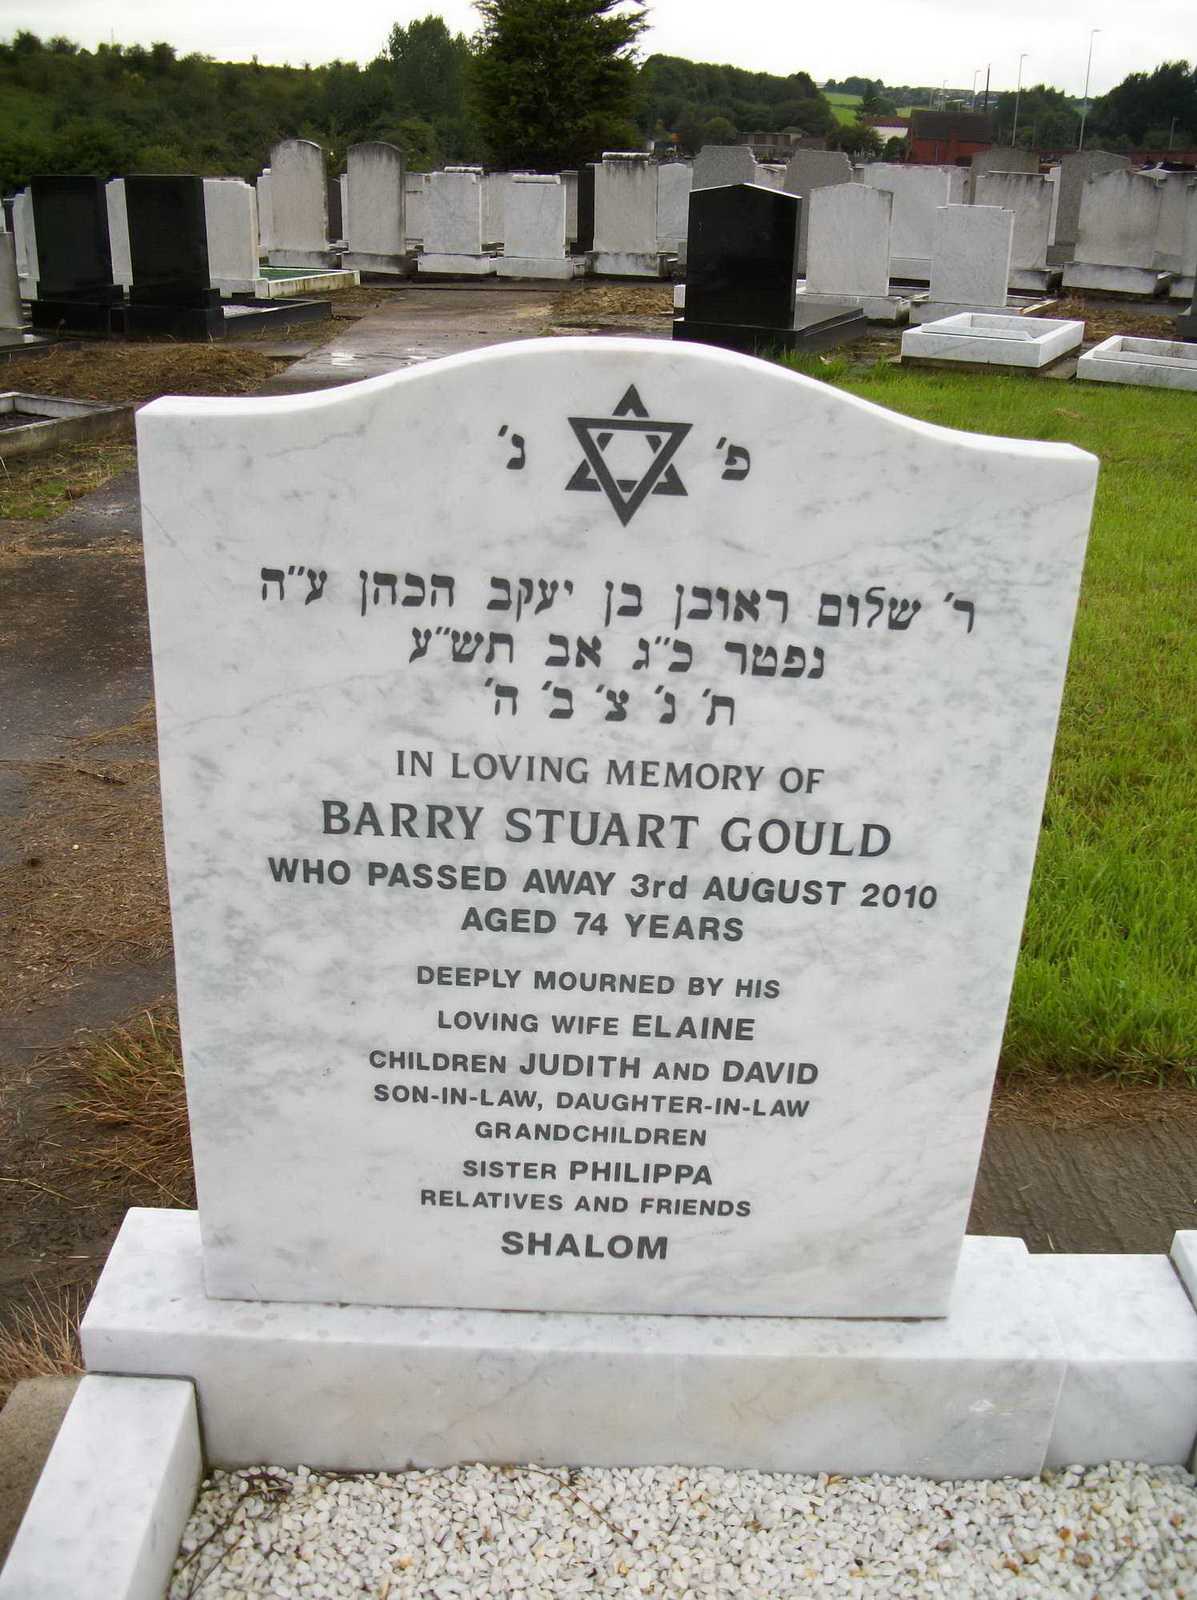 פ' נ'
ר' שלום ראובן בן יעקב הכהן ע"ה
נפטר כ"ג אב תש"ע
ת' נ' צ' ב' ה'
IN LOVING MEMORY OF
BARRY STUART GOULD
WHO PASSED AWAY 3rd AUGUST 2010
AGED 74 YEARS
DEEPLY MOURNED BY HIS
LOVING WIFE ELAINE
CHILDREN JUDITH AND DAVID
SON-IN-LAW, DAUGHTER-IN-LAW
GRANDCHILDREN
SISTER PHILIPPA
RELATIVES AND FRIENDS
SHALOM